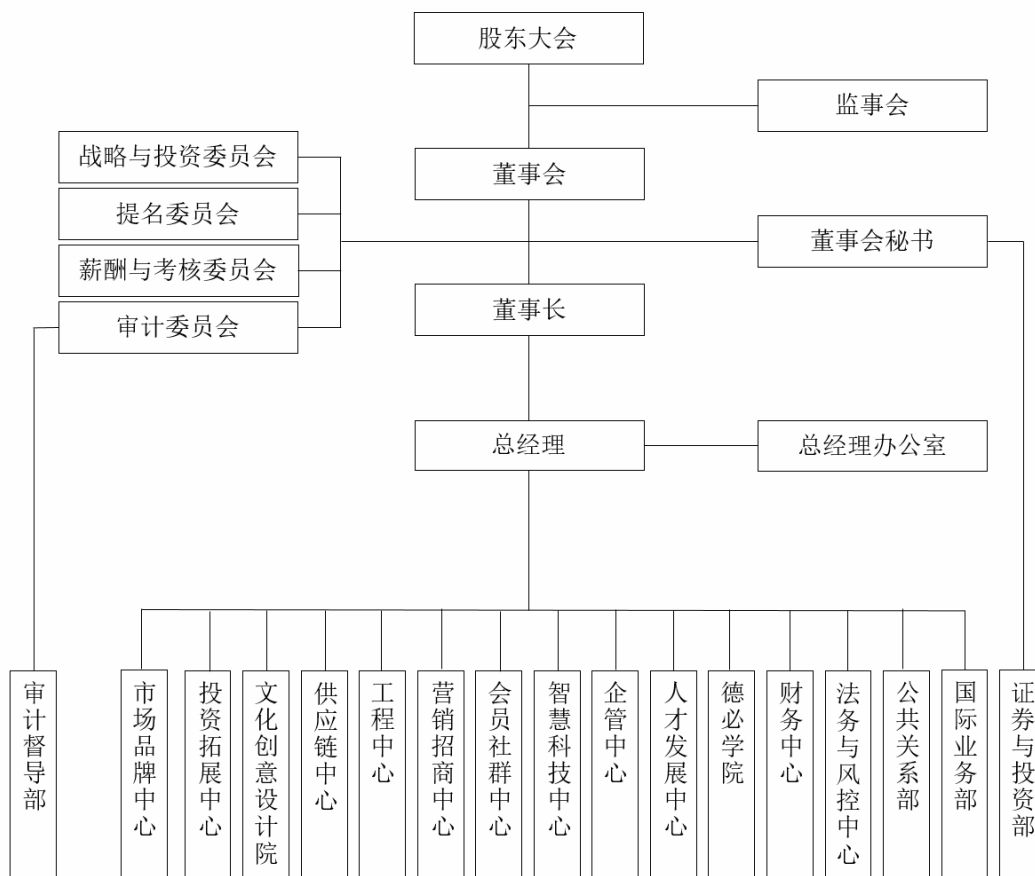 股东大会
监事会
战略与投资委员会
董事会
提名委员会
董事会秘书
薪酬与考核委员会
董事长
审计委员会
总经理
总经理办公室
审计督导部
市场品牌中心
投资拓展中心
文化创意设计院
供应链中心
工程中心
营销招商中心
会员社群中心
智慧科技中心
企管中心
人才发展中心
德必学院
财务中心
法务与风控中心
公共关系部
国际业务部
证券与投资部